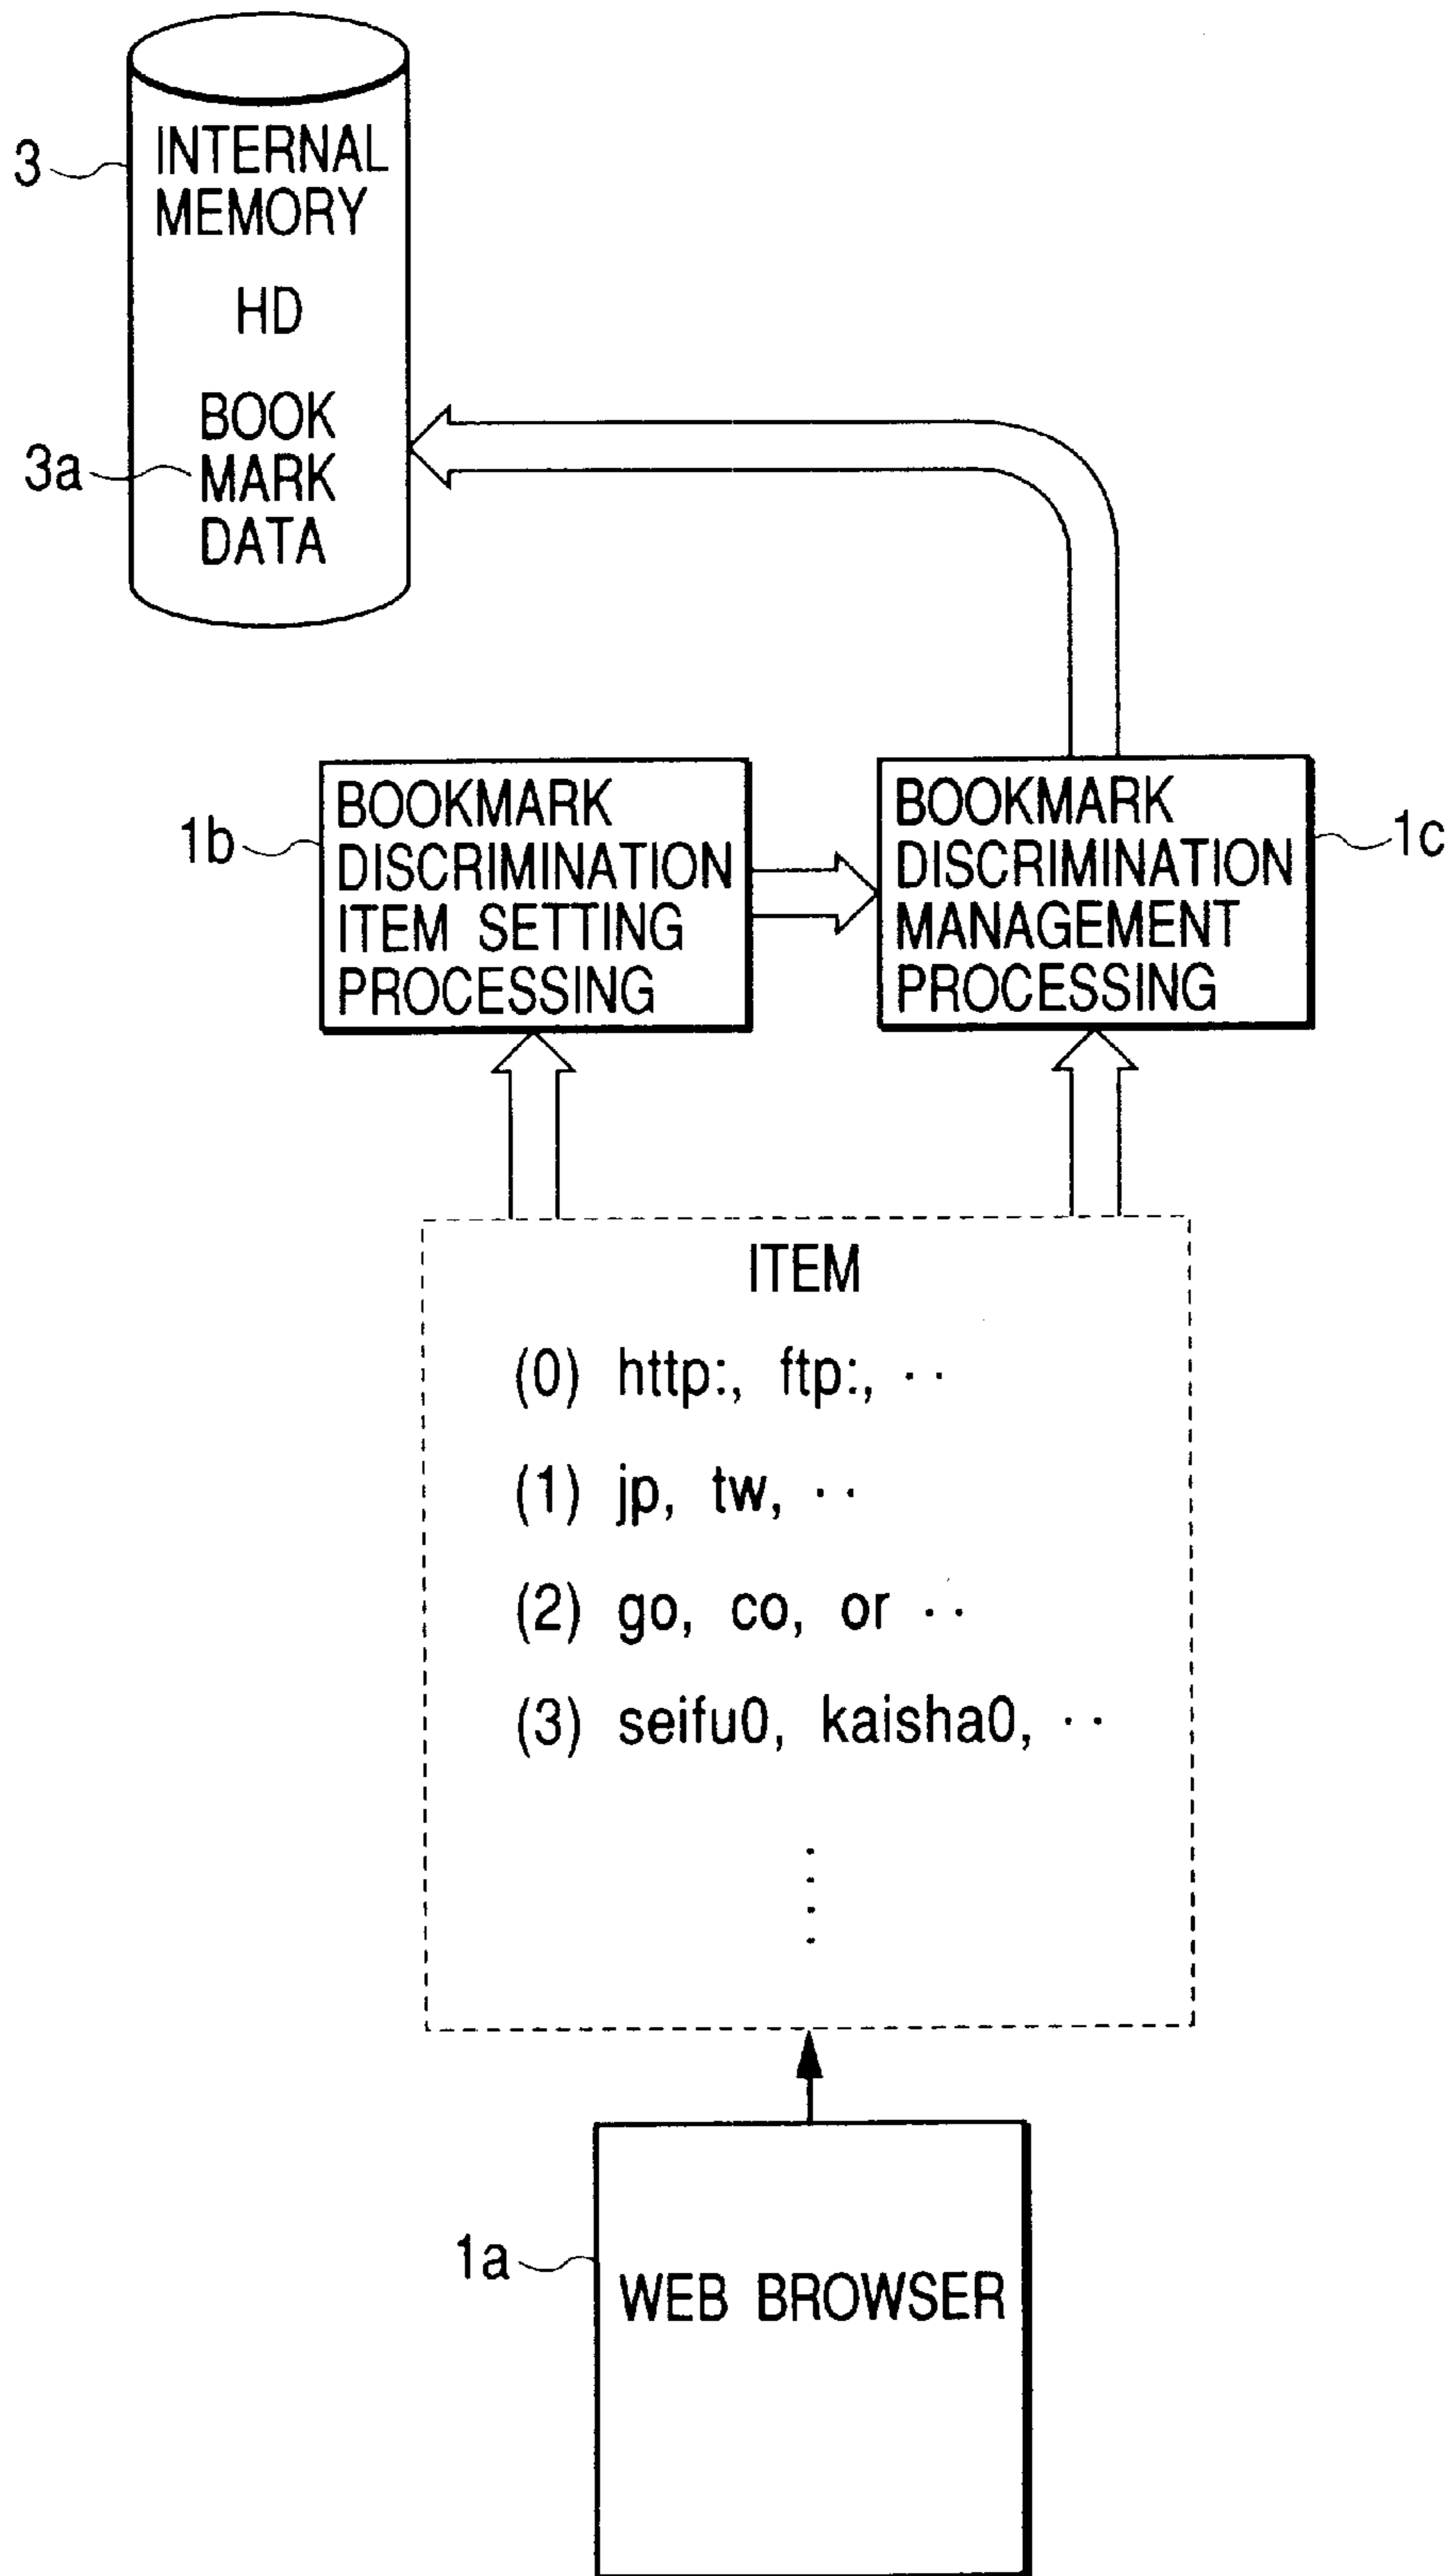 3
INTERNAL
MEMORY
HD
BOOK
3a
MARK
DATA
1b
BOOKMARK
DISCRIMINATION
ITEM SETTING
PROCESSING
BOOKMARK
DISCRIMINATION
MANAGEMENT
PROCESSING
1c
ITEM
(0) http:, ftp:, ··
(1) jp, tw, ··
(2) go, co, or ··
(3) seifu0, kaisha0, ··
1a
WEB BROWSER